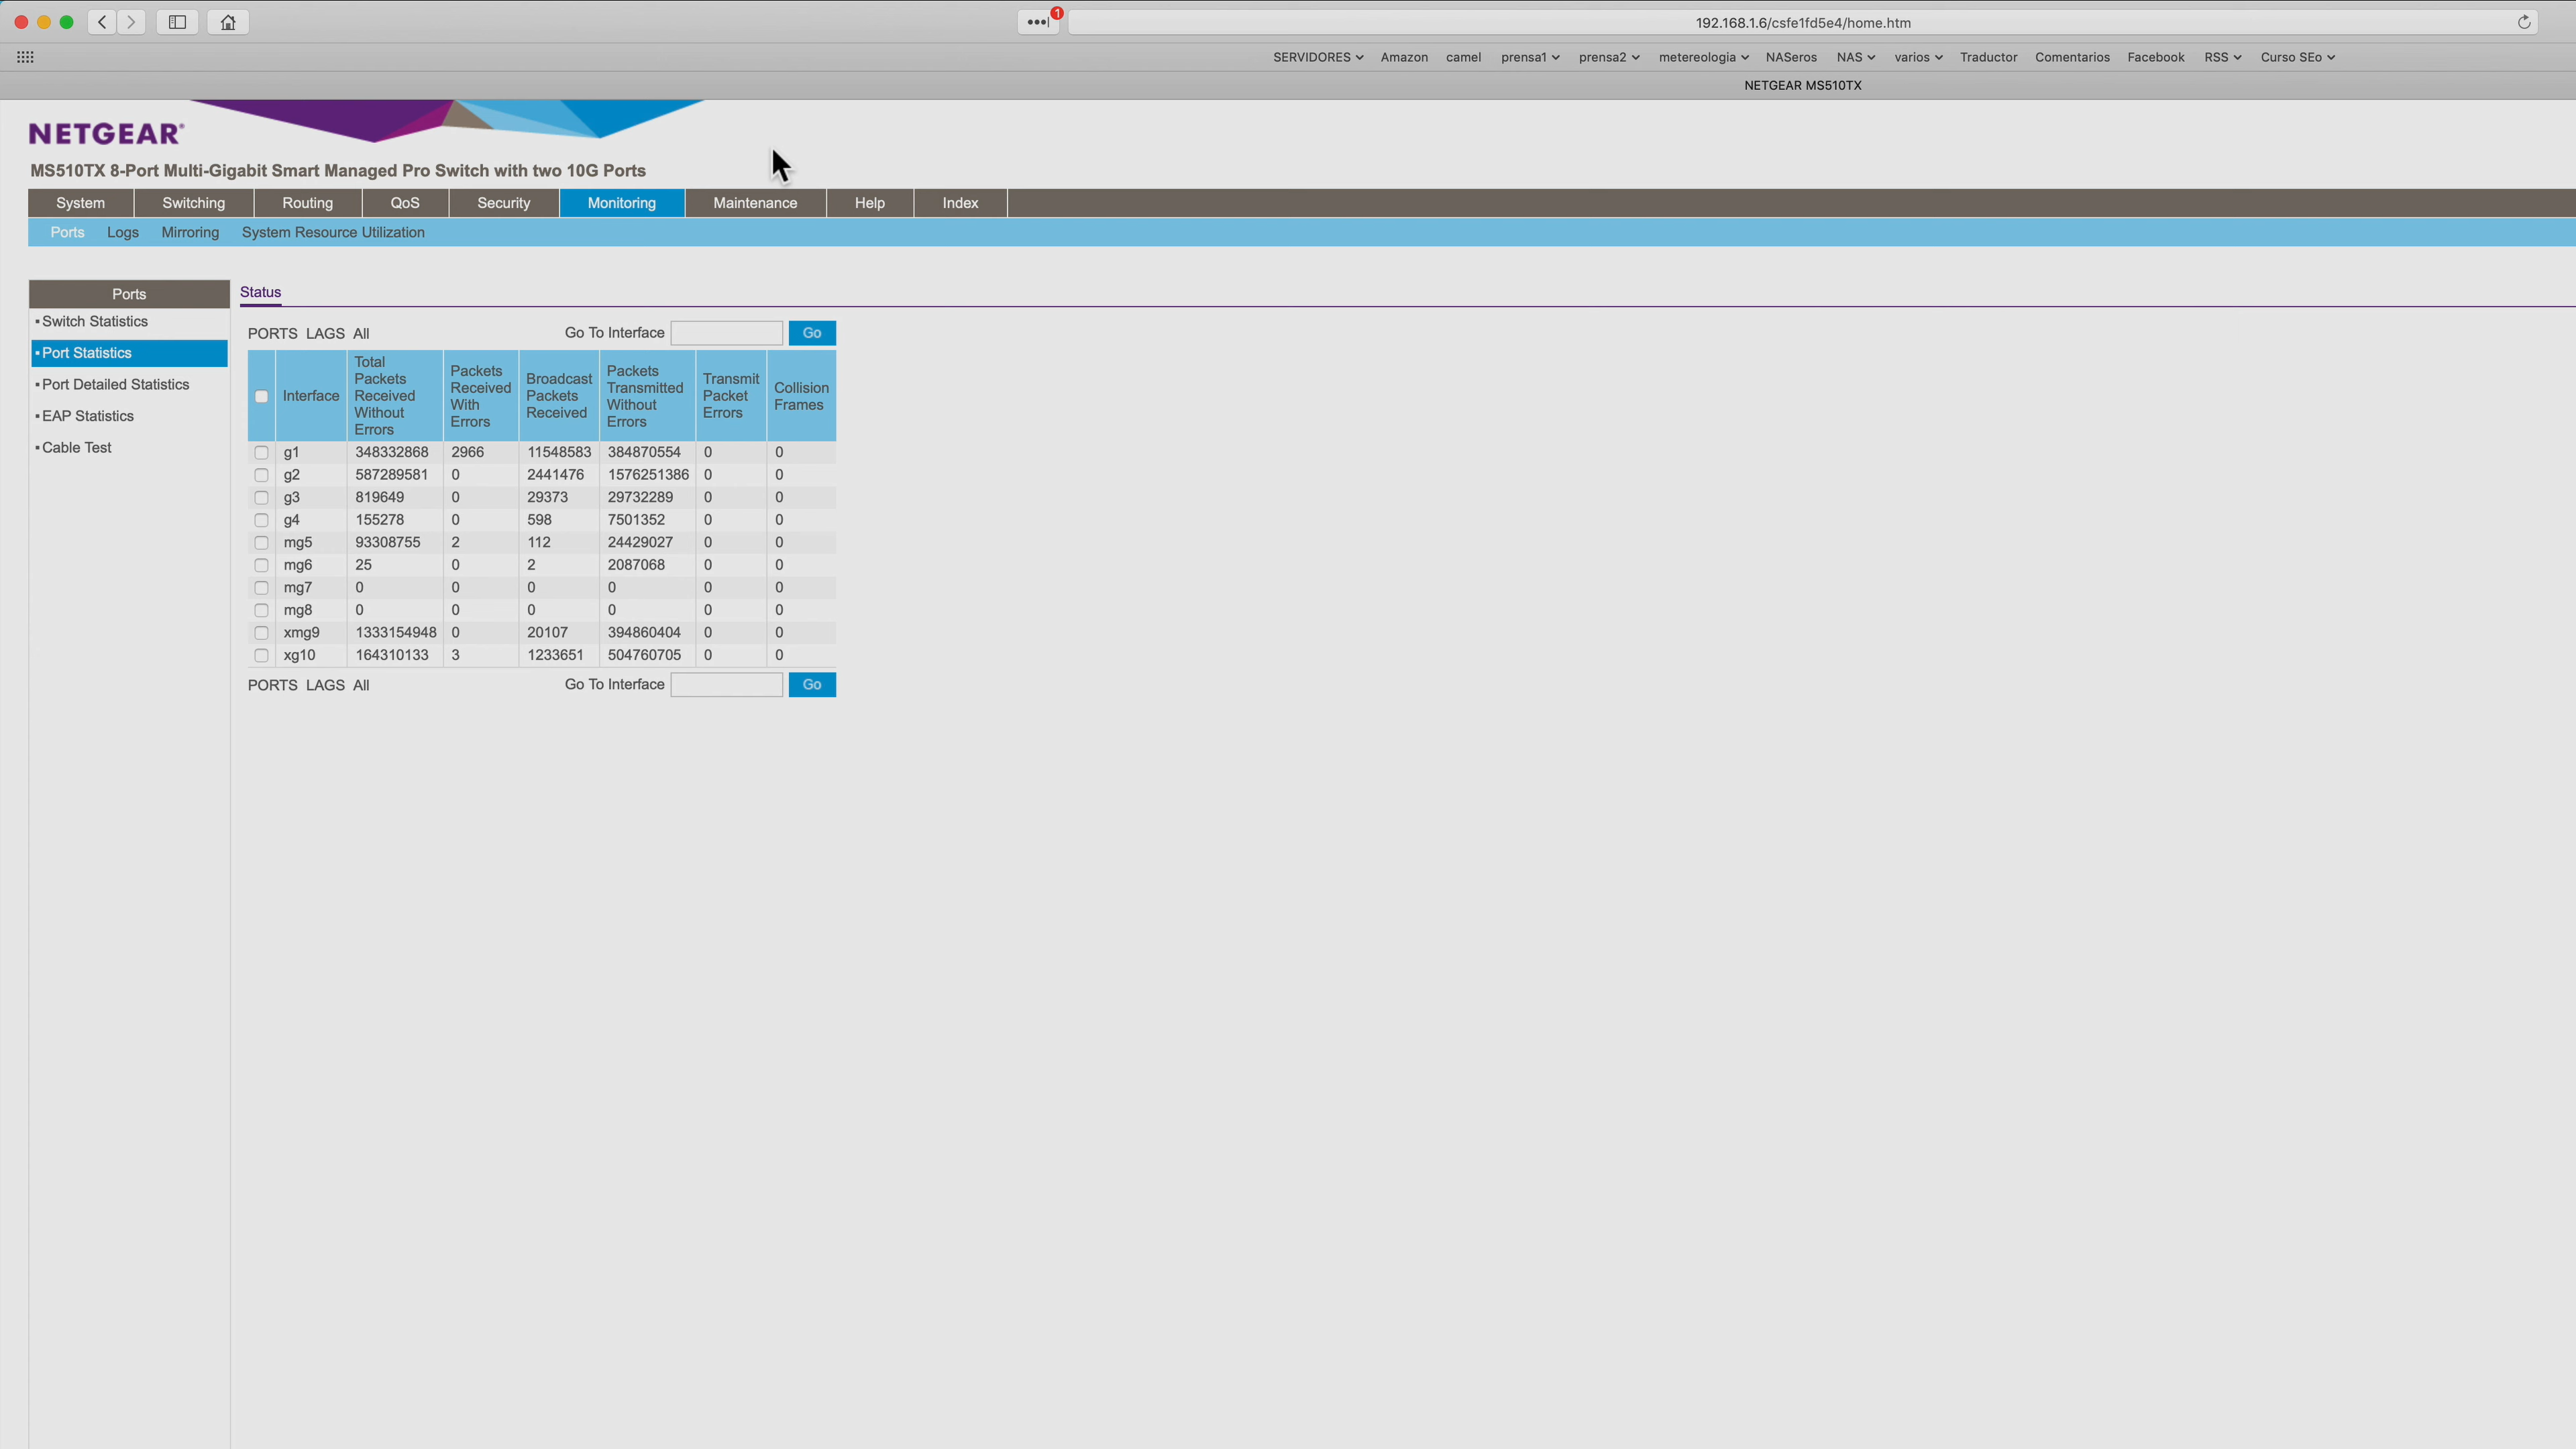 1
192.168.1.6/csfe1fd5e4/home.htm
SERVIDORES Amazon camel prensa1 prensa2 metereologia NASeros NAS varios Traductor Comentarios Facebook RSS Curso SEo
NETGEAR MS510TX
NETGEAR®
MS510TX 8-Port Multi-Gigabit Smart Managed Pro Switch with two 10G Ports
System Switching Routing QoS Security Monitoring Maintenance Help Index
Ports Logs Mirroring System Resource Utilization
Ports
Switch Statistics
Port Statistics
Port Detailed Statistics
EAP Statistics
Cable Test
Status
PORTS LAGS All Go To Interface Go
Interface
Total
Packets
Received
Without
Errors
Packets
Received
With
Errors
Broadcast
Packets
Received
Packets
Transmitted
Without
Errors
Transmit
Packet
Errors
Collision
Frames
g1 348332868 2966 11548583 384870554 0 0
g2 587289581 0 2441476 1576251386 0 0
g3 819649 0 29373 29732289 0 0
g4 155278 0 598 7501352 0 0
mg5 93308755 2 112 24429027 0 0
mg6 25 0 2 2087068 0 0
mg7 0 0 0 0 0 0
mg8 0 0 0 0 0 0
xmg9 1333154948 0 20107 394860404 0 0
xg10 164310133 3 1233651 504760705 0 0
PORTS LAGS All Go To Interface Go